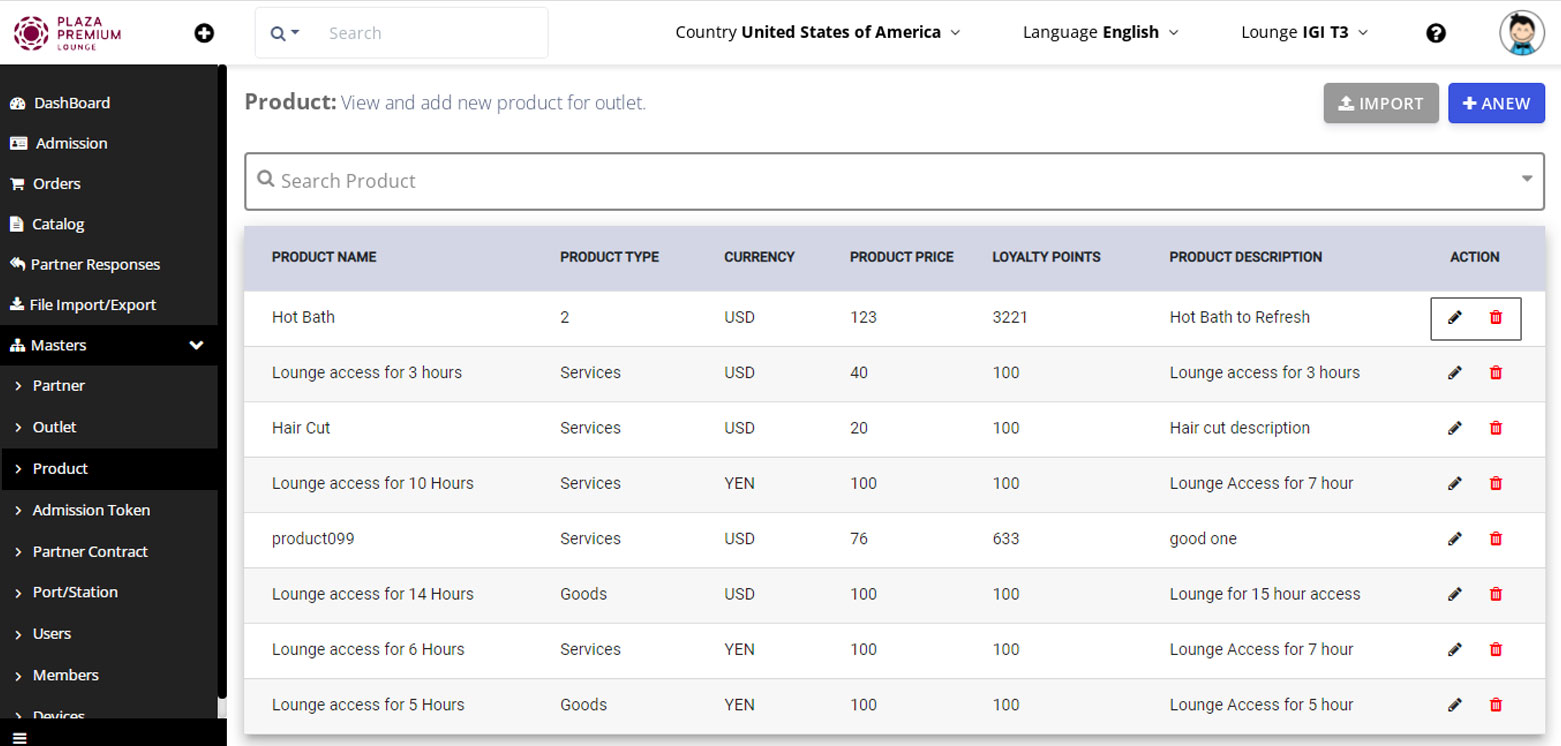 PLAZA
PREMIUM
LOUNGE
Search
Country United States of America
Language English
Lounge IGI T3
DashBoard
Admission
Orders
Catalog
Partner Responses
File Import/Export
Masters
Partner
Outlet
Product
Admission Token
Partner Contract
Port/Station
Users
Members
Devices
Product: View and add new product for outlet.
IMPORT
ANEW
Search Product
PRODUCT NAME PRODUCT TYPE CURRENCY PRODUCT PRICE LOYALTY POINTS PRODUCT DESCRIPTION ACTION
Hot Bath 2 USD 123 3221 Hot Bath to Refresh
Lounge access for 3 hours Services USD 40 100 Lounge access for 3 hours
Hair Cut Services USD 20 100 Hair cut description
Lounge access for 10 Hours Services YEN 100 100 Lounge Access for 7 hour
product099 Services USD 76 633 good one
Lounge access for 14 Hours Goods USD 100 100 Lounge for 15 hour access
Lounge access for 6 Hours Services YEN 100 100 Lounge Access for 7 hour
Lounge access for 5 Hours Goods YEN 100 100 Lounge Access for 5 hour